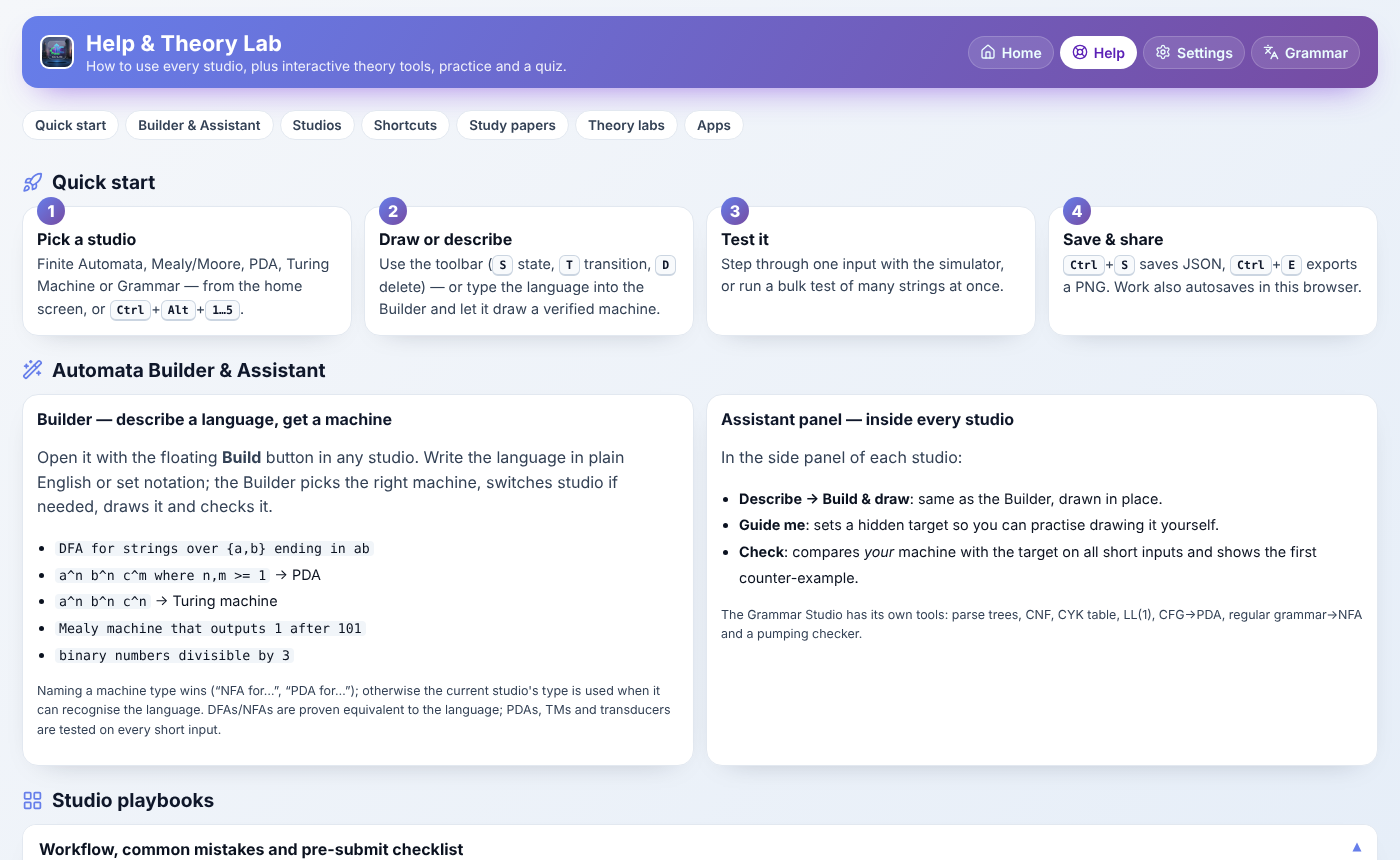 Help & Theory Lab
How to use every studio, plus interactive theory tools, practice and a quiz.
Home
Help
Settings
Grammar
Quick start
Builder & Assistant
Studios
Shortcuts
Study papers
Theory labs
Apps
Quick start
1
Pick a studio
Finite Automata, Mealy/Moore, PDA, Turing
Machine or Grammar — from the home
screen, or Ctrl+Alt+1…5.
2
Draw or describe
Use the toolbar (S state, T transition, D
delete) — or type the language into the
Builder and let it draw a verified machine.
3
Test it
Step through one input with the simulator,
or run a bulk test of many strings at once.
4
Save & share
Ctrl+S saves JSON, Ctrl+E exports
a PNG. Work also autosaves in this browser.
Automata Builder & Assistant
Builder — describe a language, get a machine
Open it with the floating Build button in any studio. Write the language in plain
English or set notation; the Builder picks the right machine, switches studio if
needed, draws it and checks it.
• DFA for strings over {a,b} ending in ab
• a^n b^n c^m where n,m >= 1 → PDA
• a^n b^n c^n → Turing machine
• Mealy machine that outputs 1 after 101
• binary numbers divisible by 3
Naming a machine type wins (“NFA for…”, “PDA for…”); otherwise the current studio's type is used when it
can recognise the language. DFAs/NFAs are proven equivalent to the language; PDAs, TMs and transducers
are tested on every short input.
Assistant panel — inside every studio
In the side panel of each studio:
• Describe → Build & draw: same as the Builder, drawn in place.
• Guide me: sets a hidden target so you can practise drawing it yourself.
• Check: compares your machine with the target on all short inputs and shows the first
counter-example.
The Grammar Studio has its own tools: parse trees, CNF, CYK table, LL(1), CFG→PDA, regular grammar→NFA
and a pumping checker.
Studio playbooks
Workflow, common mistakes and pre-submit checklist